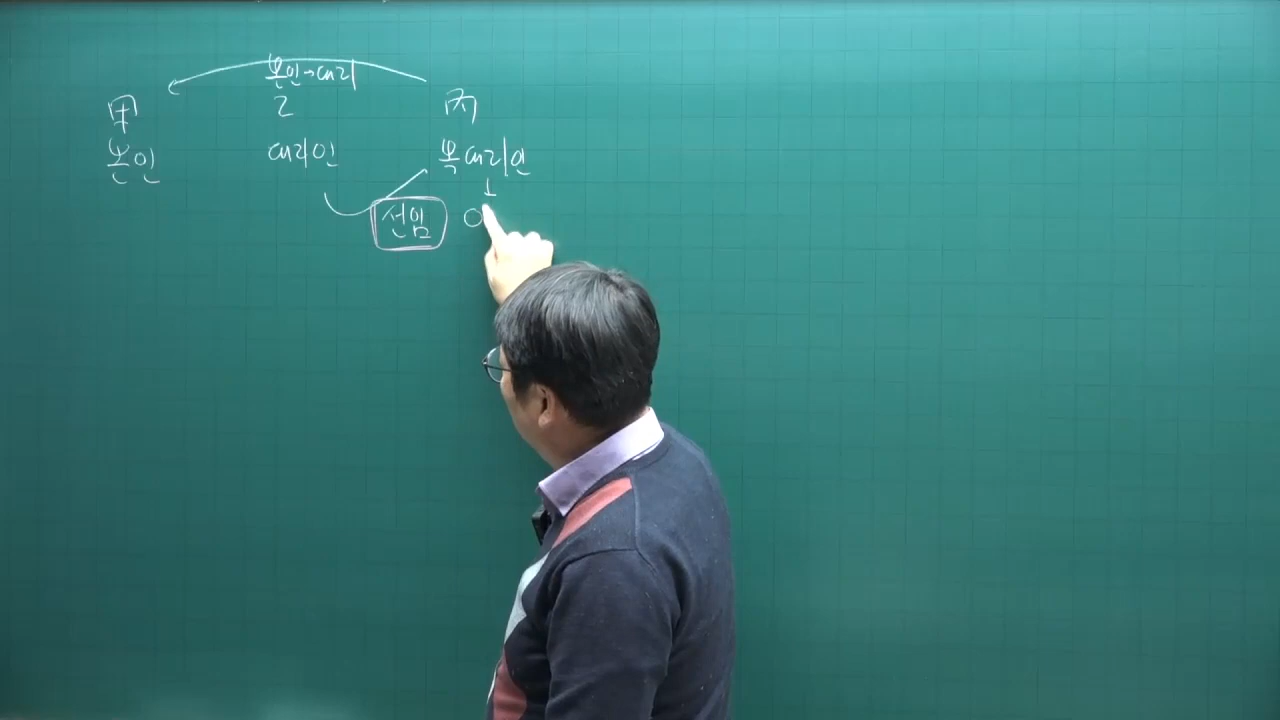 본인→대리
甲 乙 丙
본인 대리인 복대리인
선임